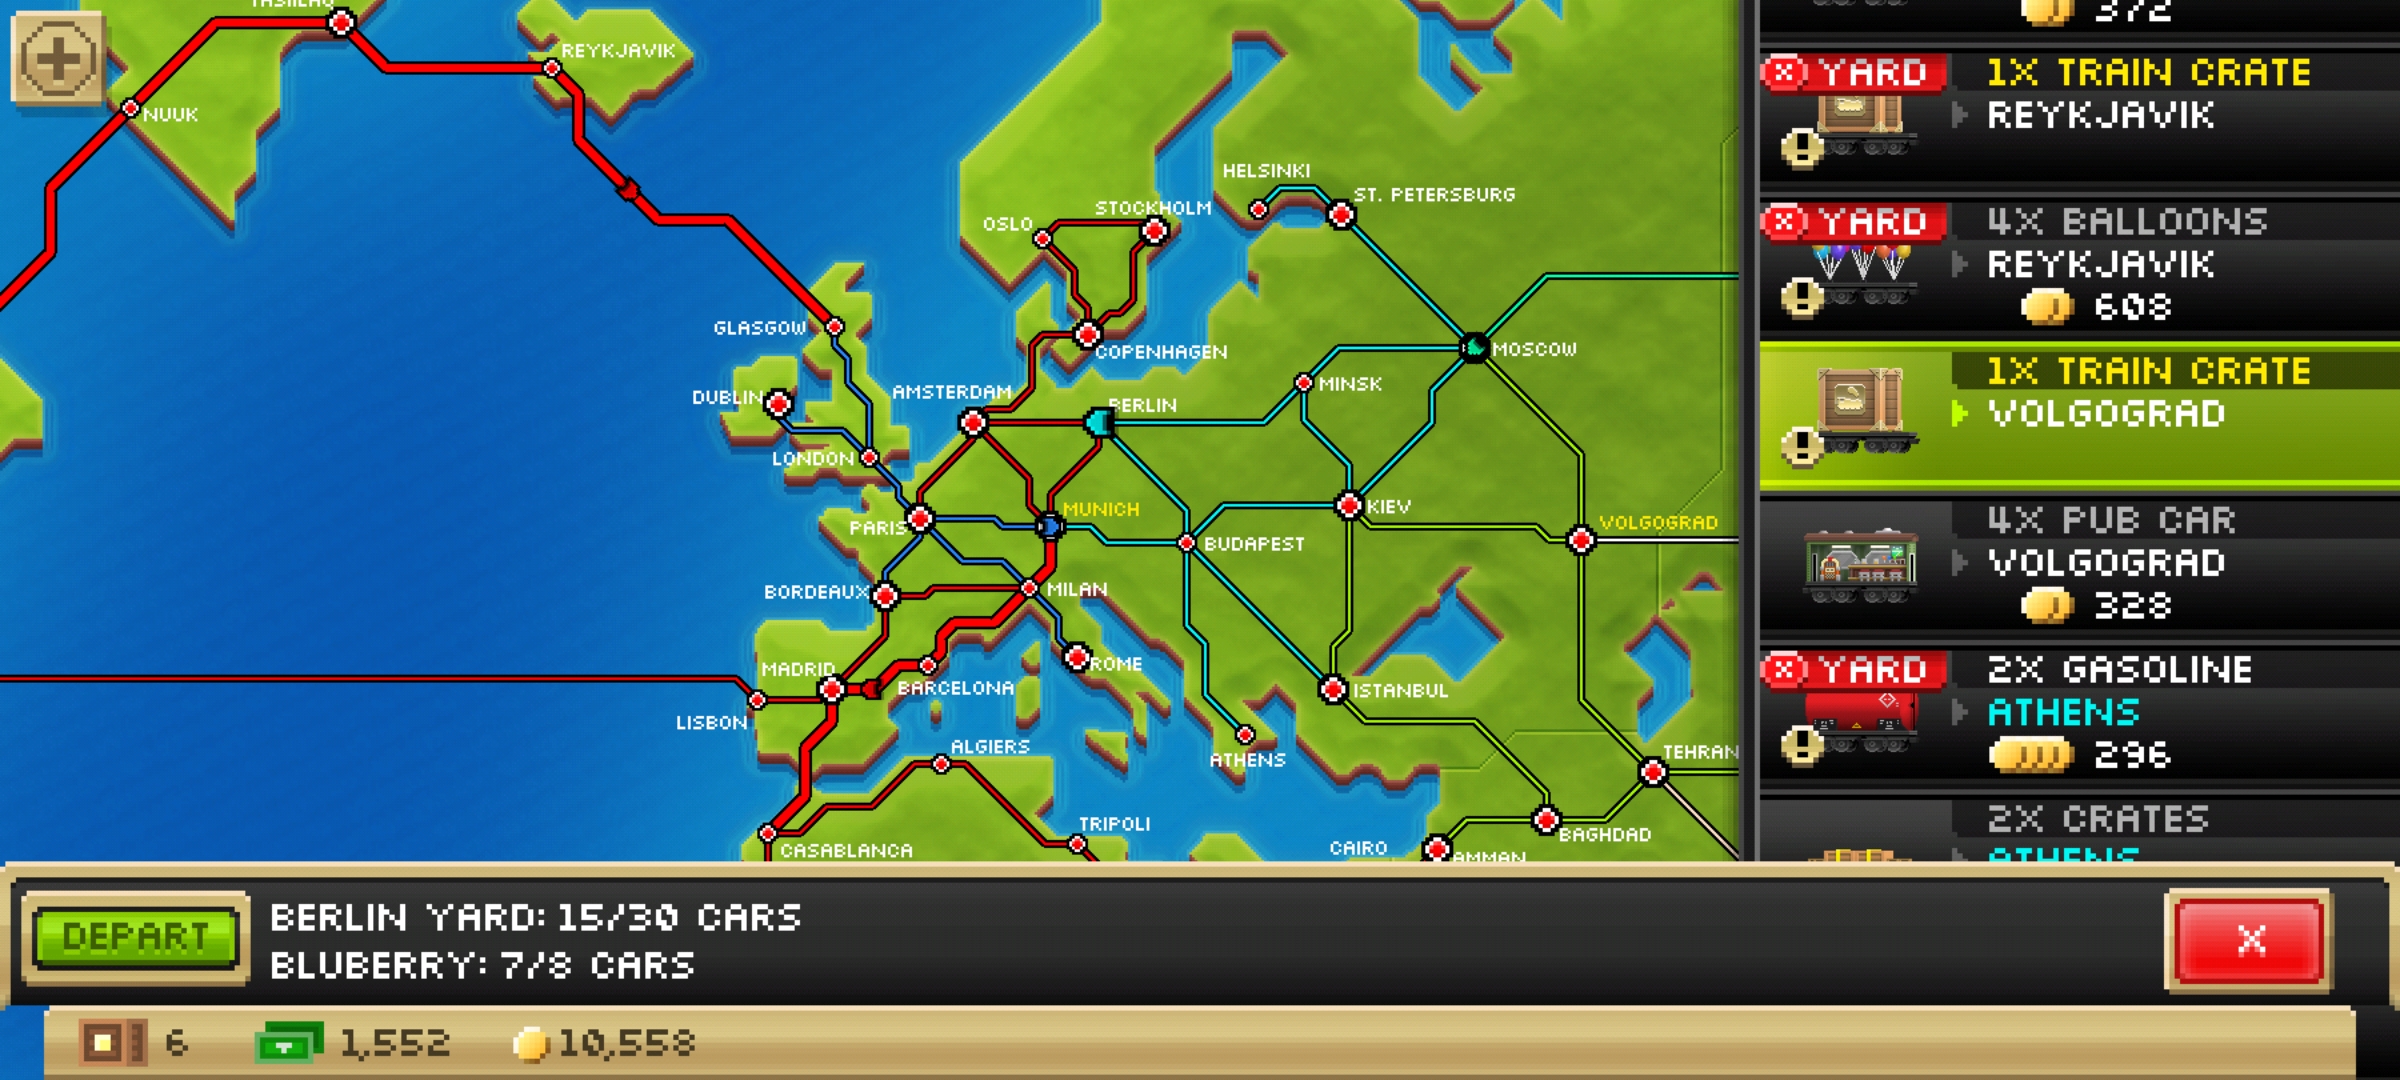 REYKJAVIK
NUUK
HELSINKI
ST. PETERSBURG
STOCKHOLM
OSLO
GLASGOW
COPENHAGEN
MOSCOW
MINSK
DUBLIN
AMSTERDAM
BERLIN
LONDON
MUNICH
KIEV
PARIS
VOLGOGRAD
BUDAPEST
BORDEAUX
MILAN
MADRID
ROME
BARCELONA
ISTANBUL
LISBON
ALGIERS
ATHENS
TEHRAN
TRIPOLI
BAGHDAD
CAIRO
CASABLANCA
AMMAN
372
YARD
1X TRAIN CRATE
REYKJAVIK
YARD
4X BALLOONS
REYKJAVIK
608
1X TRAIN CRATE
VOLGOGRAD
4X PUB CAR
VOLGOGRAD
328
YARD
2X GASOLINE
ATHENS
296
2X CRATES
ATHENS
DEPART
BERLIN YARD: 15/30 CARS
BLUBERRY: 7/8 CARS
X
6
1,552
10,558